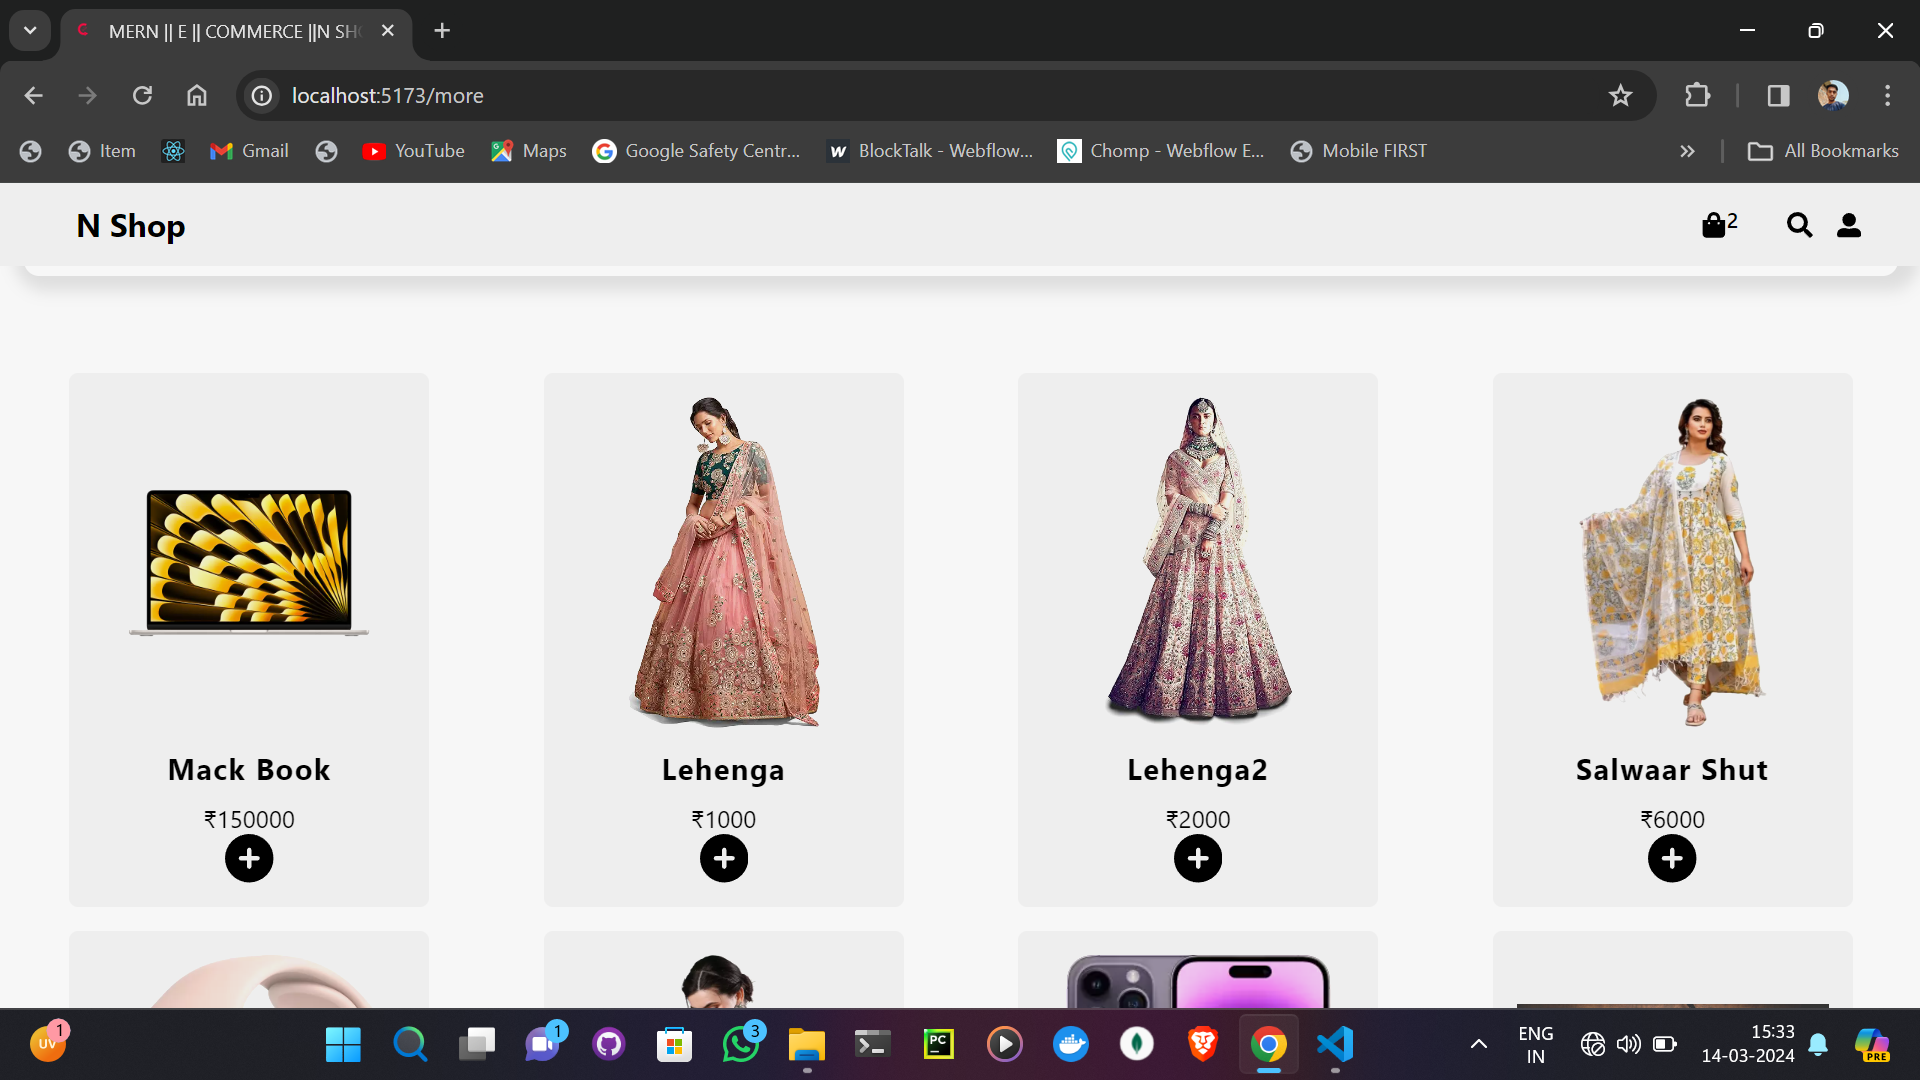 MERN || E || COMMERCE ||N SH
localhost:5173/more
Item
Gmail
YouTube
Maps
Google Safety Centr...
BlockTalk - Webflow...
Chomp - Webflow E...
Mobile FIRST
All Bookmarks
N Shop
2
Mack Book
Lehenga
Lehenga2
Salwaar Shut
₹150000
₹1000
₹2000
₹6000
UV
1
1
3
PC
ENG
IN
15:33
14-03-2024
PRE